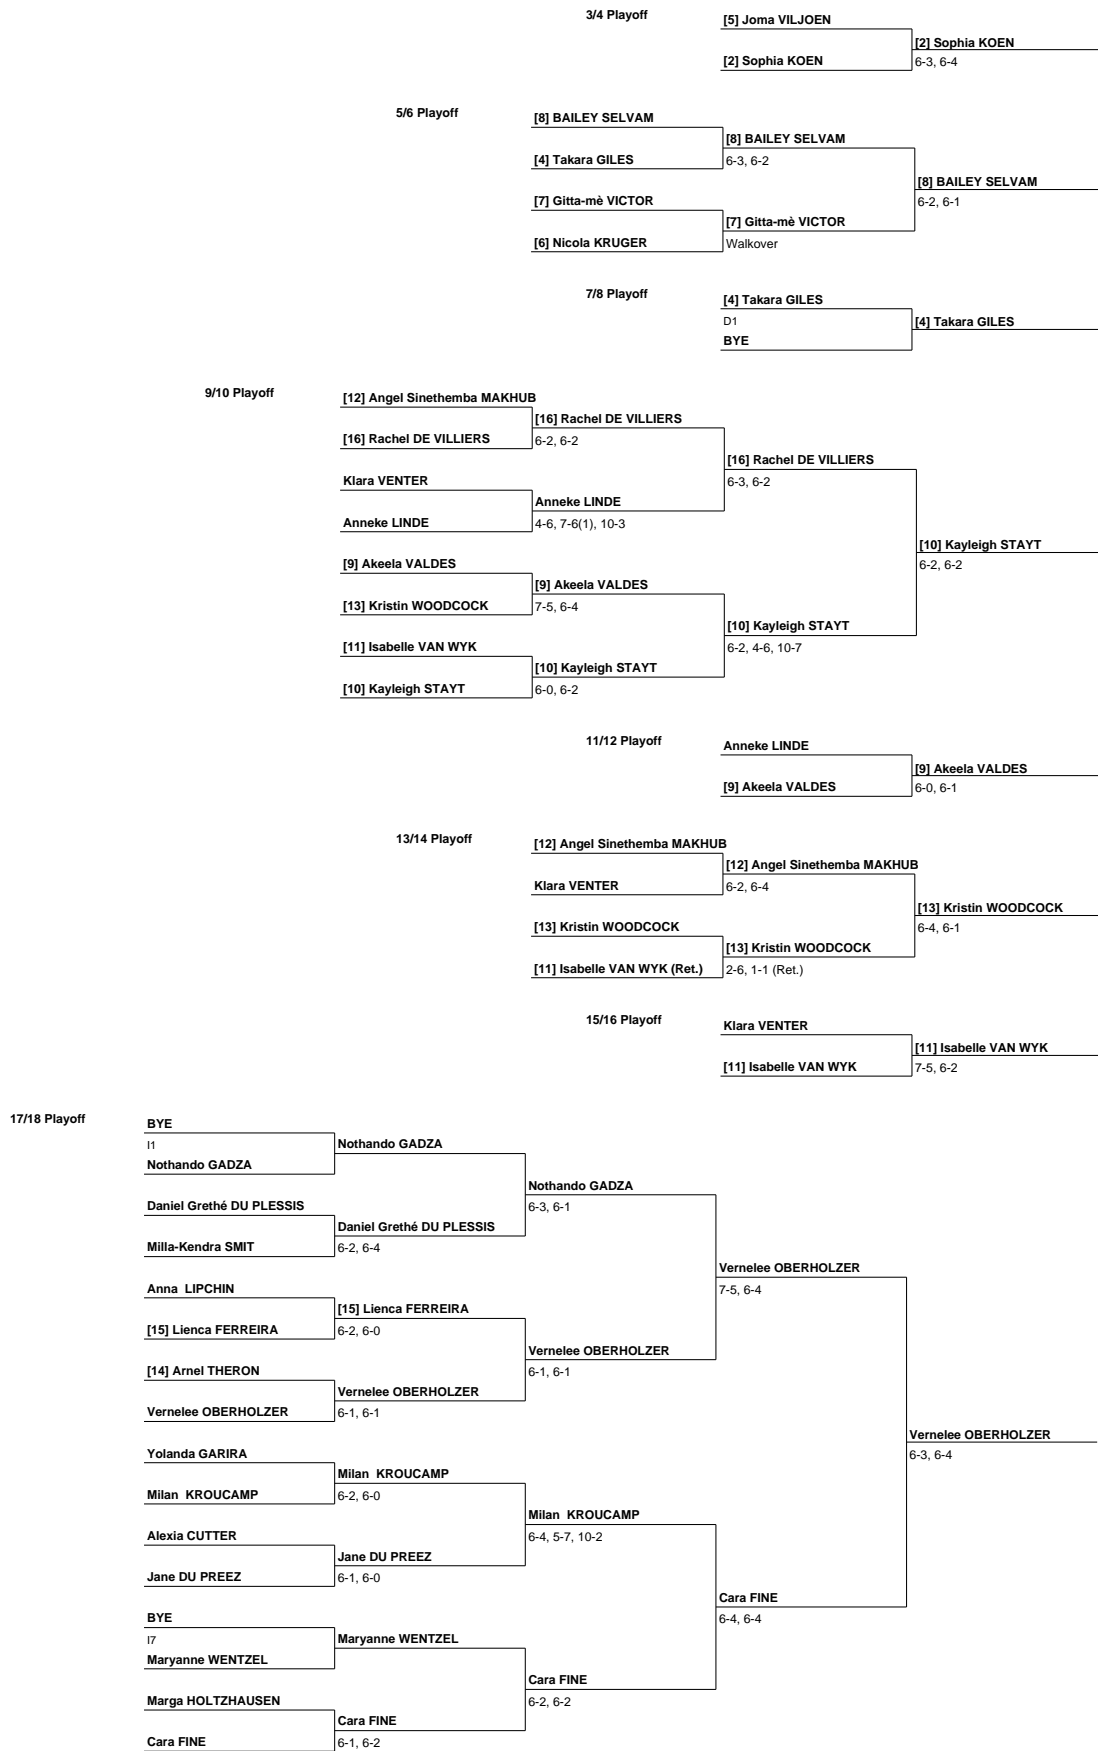 3/4 Playoff
[5] Joma VILJOEN
[2] Sophia KOEN
[2] Sophia KOEN
6-3, 6-4
5/6 Playoff
[8] BAILEY SELVAM
[8] BAILEY SELVAM
[4] Takara GILES
6-3, 6-2
[8] BAILEY SELVAM
6-2, 6-1
[7] Gitta-mè VICTOR
[7] Gitta-mè VICTOR
[6] Nicola KRUGER
Walkover
7/8 Playoff
[4] Takara GILES
D1
[4] Takara GILES
BYE
9/10 Playoff
[12] Angel Sinethemba MAKHUB
[16] Rachel DE VILLIERS
[16] Rachel DE VILLIERS
6-2, 6-2
[16] Rachel DE VILLIERS
6-3, 6-2
Klara VENTER
Anneke LINDE
Anneke LINDE
4-6, 7-6(1), 10-3
[10] Kayleigh STAYT
6-2, 6-2
[9] Akeela VALDES
[9] Akeela VALDES
[13] Kristin WOODCOCK
7-5, 6-4
[10] Kayleigh STAYT
6-2, 4-6, 10-7
[11] Isabelle VAN WYK
[10] Kayleigh STAYT
[10] Kayleigh STAYT
6-0, 6-2
11/12 Playoff
Anneke LINDE
[9] Akeela VALDES
[9] Akeela VALDES
6-0, 6-1
13/14 Playoff
[12] Angel Sinethemba MAKHUB
[12] Angel Sinethemba MAKHUB
Klara VENTER
6-2, 6-4
[13] Kristin WOODCOCK
6-4, 6-1
[13] Kristin WOODCOCK
[13] Kristin WOODCOCK
[11] Isabelle VAN WYK (Ret.)
2-6, 1-1 (Ret.)
15/16 Playoff
Klara VENTER
[11] Isabelle VAN WYK
[11] Isabelle VAN WYK
7-5, 6-2
17/18 Playoff
BYE
I1
Nothando GADZA
Nothando GADZA
Nothando GADZA
6-3, 6-1
Daniel Grethé DU PLESSIS
Daniel Grethé DU PLESSIS
Milla-Kendra SMIT
6-2, 6-4
Vernelee OBERHOLZER
7-5, 6-4
Anna  LIPCHIN
[15] Lienca FERREIRA
[15] Lienca FERREIRA
6-2, 6-0
Vernelee OBERHOLZER
6-1, 6-1
[14] Arnel THERON
Vernelee OBERHOLZER
Vernelee OBERHOLZER
6-1, 6-1
Vernelee OBERHOLZER
6-3, 6-4
Yolanda GARIRA
Milan  KROUCAMP
Milan  KROUCAMP
6-2, 6-0
Milan  KROUCAMP
6-4, 5-7, 10-2
Alexia CUTTER
Jane DU PREEZ
Jane DU PREEZ
6-1, 6-0
Cara FINE
6-4, 6-4
BYE
I7
Maryanne WENTZEL
Maryanne WENTZEL
Cara FINE
6-2, 6-2
Marga HOLTZHAUSEN
Cara FINE
Cara FINE
6-1, 6-2